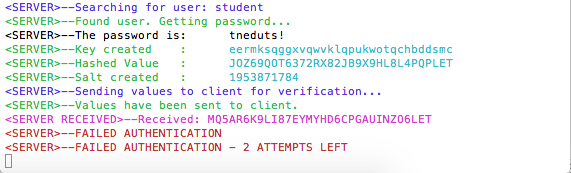 <SERVER>--Searching for user: student
<SERVER>--Found user. Getting password...
<SERVER>--The password is: tneduts!
<SERVER>--Key created : eermksqggxvqwvklqpukwotqchbddsmc
<SERVER>--Hashed Value : JOZ69QOT6372RX82JB9X9HL8L4PQPLET
<SERVER>--Salt created : 1953871784
<SERVER>--Sending values to client for verification...
<SERVER>--Values have been sent to client.
<SERVER RECEIVED>--Received: MQ5AR6K9LI87EYMYHD6CPGAUINZO6LET
<SERVER>--FAILED AUTHENTICATION
<SERVER>--FAILED AUTHENTICATION - 2 ATTEMPTS LEFT